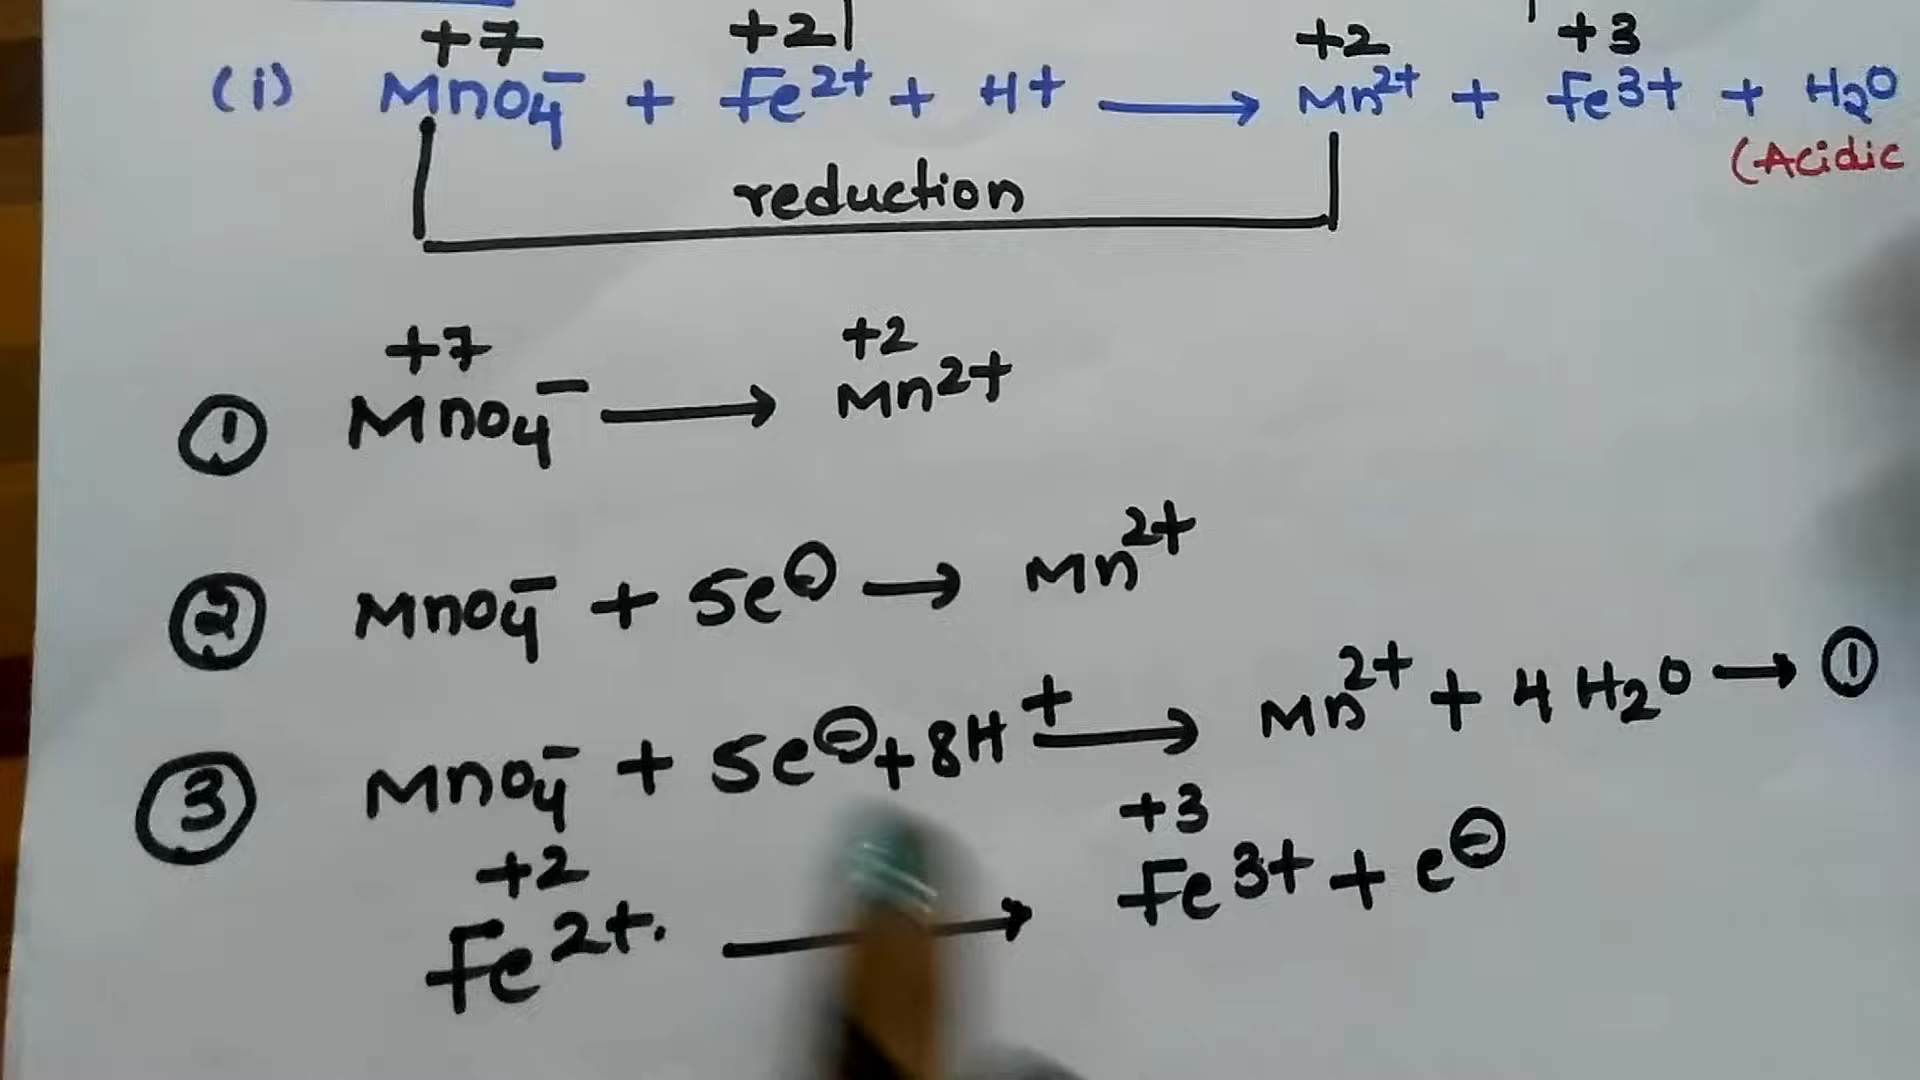 +7 +2 +2 +3
(i) MnO4⁻ + Fe2+ + H+ ⟶ Mn2+ + Fe3+ + H2O
(Acidic
reduction
+7 +2
① MnO4⁻ ⟶ Mn2+
② MnO4⁻ + 5e⊖ ⟶ Mn2+
③ MnO4⁻ + 5e⊖ + 8H+ ⟶ Mn2+ + 4H2O → ①
+2 +3
Fe2+. ⟶ Fe3+ + e⊖